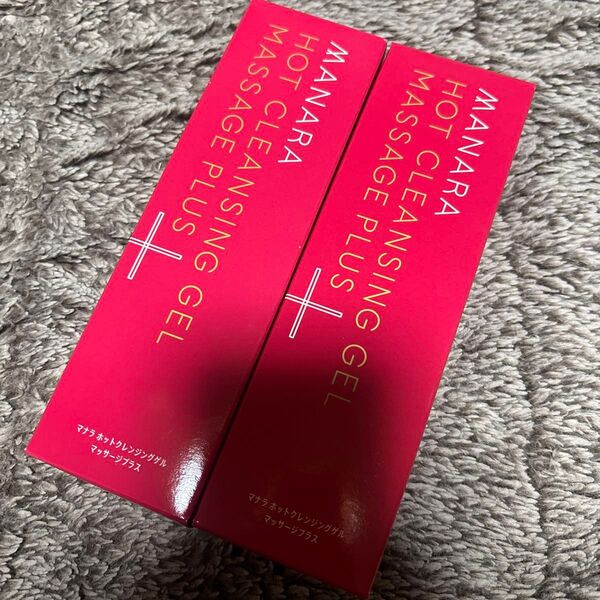 MANARA
HOT CLEANSING GEL
MASSAGE PLUS
マナラ ホットクレンジングゲル
マッサージプラス
MANARA
HOT CLEANSING GEL
MASSAGE PLUS
マナラ ホットクレンジングゲル
マッサージプラス